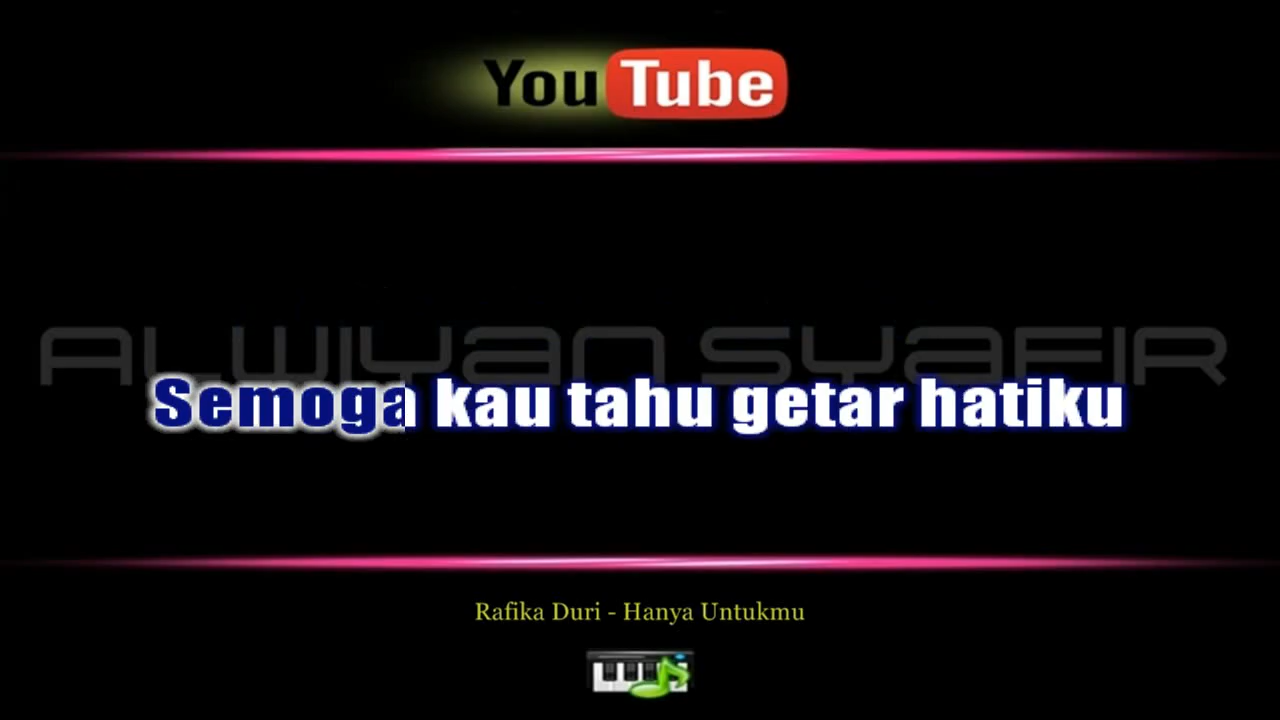 YouTube
ALWIYAN SYAFIR
Semoga kau tahu getar hatiku
Rafika Duri - Hanya Untukmu